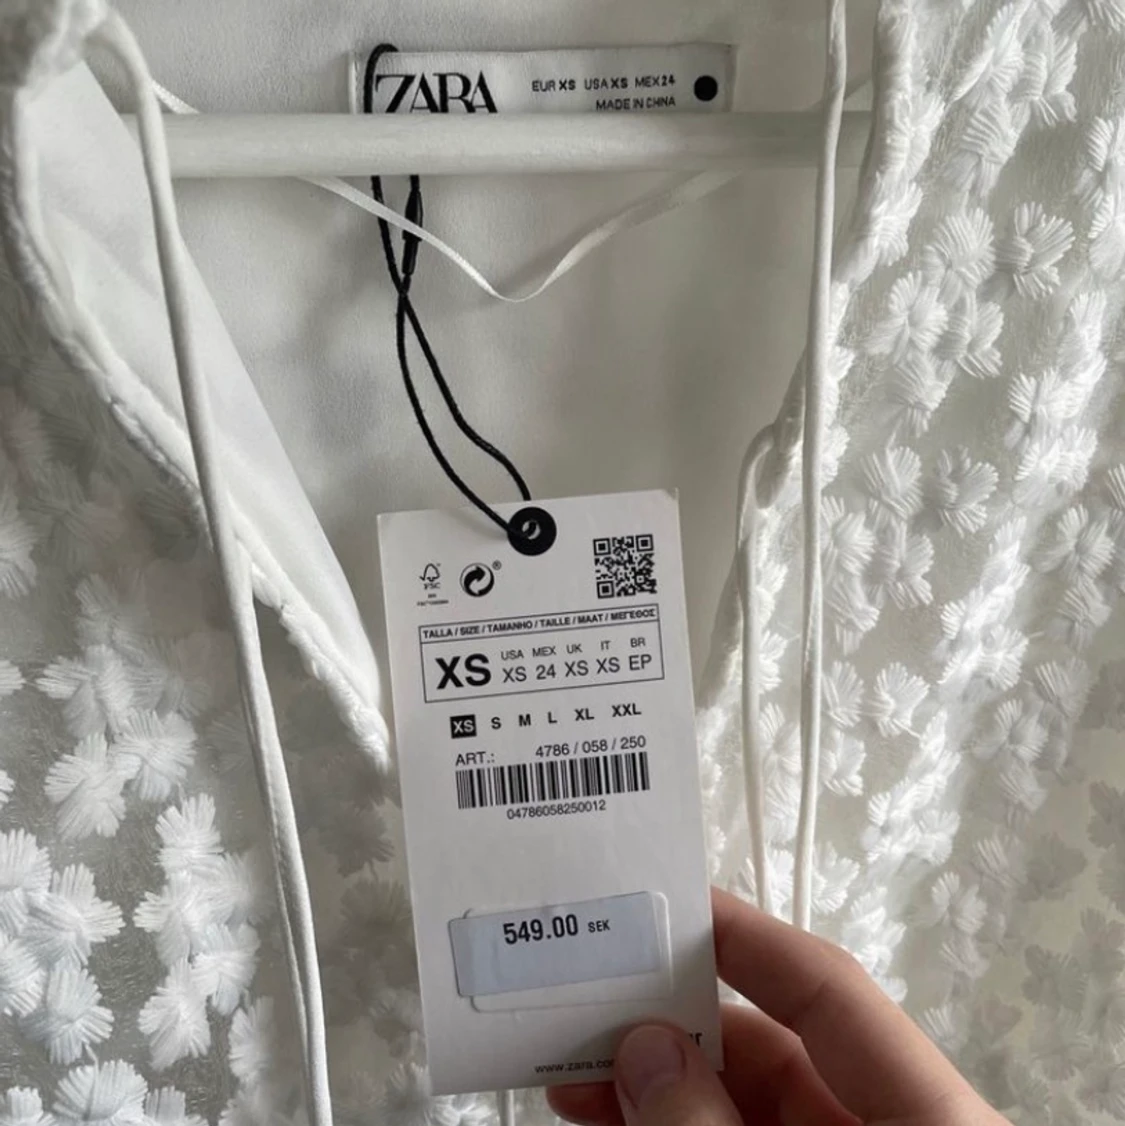 ZARA
EUR XS USA XS MEX 24
MADE IN CHINA
FSC
TALLA / SIZE / TAMANHO / TAILLE / MAAT / ΜΕΓΕΘΟΣ
XS
USA MEX UK IT BR
XS 24 XS XS EP
XS S M L XL XXL
ART.: 4786 / 058 / 250
04786058250012
549.00 SEK
www.zara.co